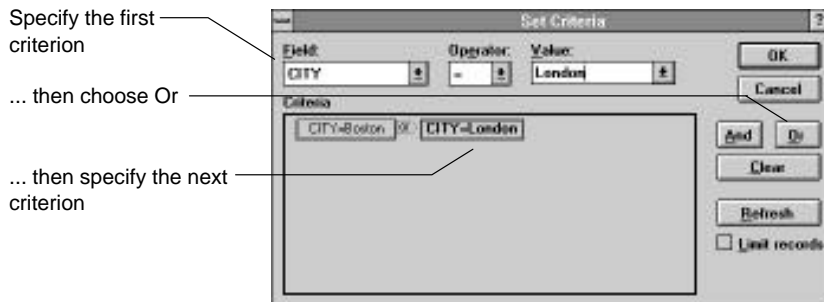 Specify the first
criterion
... then choose Or
... then specify the next
criterion
Set Criteria
?
Field: Operator: Value:
CITY = London
OK
Cancel
Criteria
CITY=Boston OR CITY=London
And Or
Clear
Refresh
Limit records